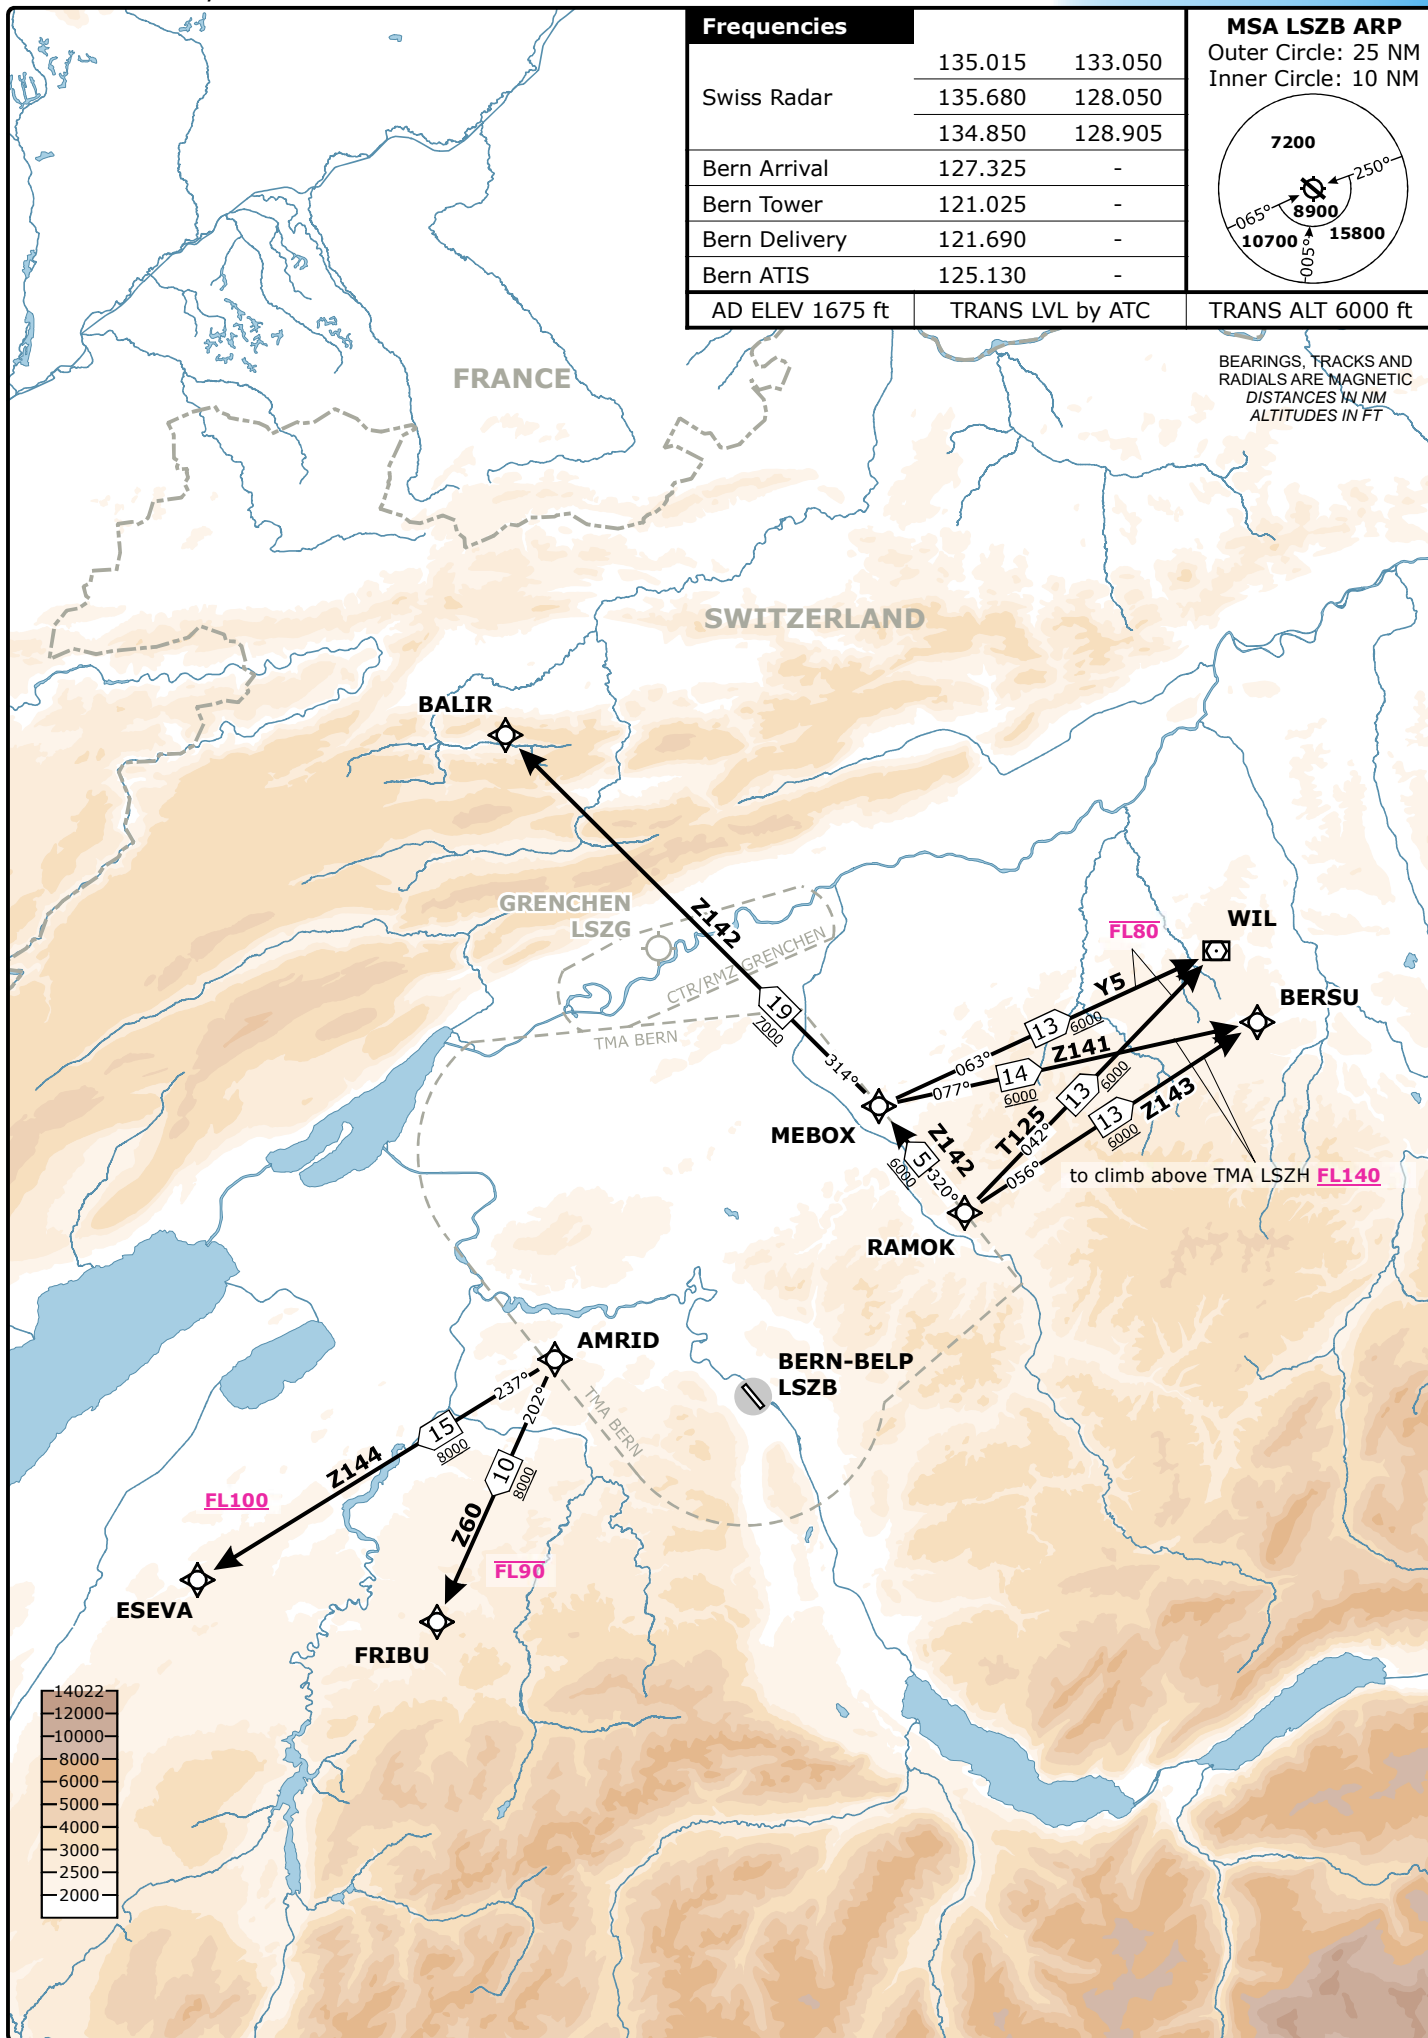 Frequencies
Swiss Radar
135.015 133.050
135.680 128.050
134.850 128.905
Bern Arrival 127.325 -
Bern Tower 121.025 -
Bern Delivery 121.690 -
Bern ATIS 125.130 -
AD ELEV 1675 ft TRANS LVL by ATC TRANS ALT 6000 ft
MSA LSZB ARP
Outer Circle: 25 NM
Inner Circle: 10 NM
7200
250°
065°
8900
10700
15800
005°
BEARINGS, TRACKS AND
RADIALS ARE MAGNETIC
DISTANCES IN NM
ALTITUDES IN FT
FRANCE
SWITZERLAND
BALIR
GRENCHEN
LSZG
Z142
CTR/RMZ GRENCHEN
19
7000
TMA BERN
314°
FL80
WIL
Y5
BERSU
13
6000
063°
Z141
077°
14
6000
13
6000
MEBOX
Z142
T125
042°
13
6000
Z143
5
6000
320°
056°
to climb above TMA LSZH FL140
RAMOK
AMRID
BERN-BELP
LSZB
237°
202°
TMA BERN
15
8000
Z144
10
8000
FL100
Z60
FL90
ESEVA
FRIBU
14022
12000
10000
8000
6000
5000
4000
3000
2500
2000